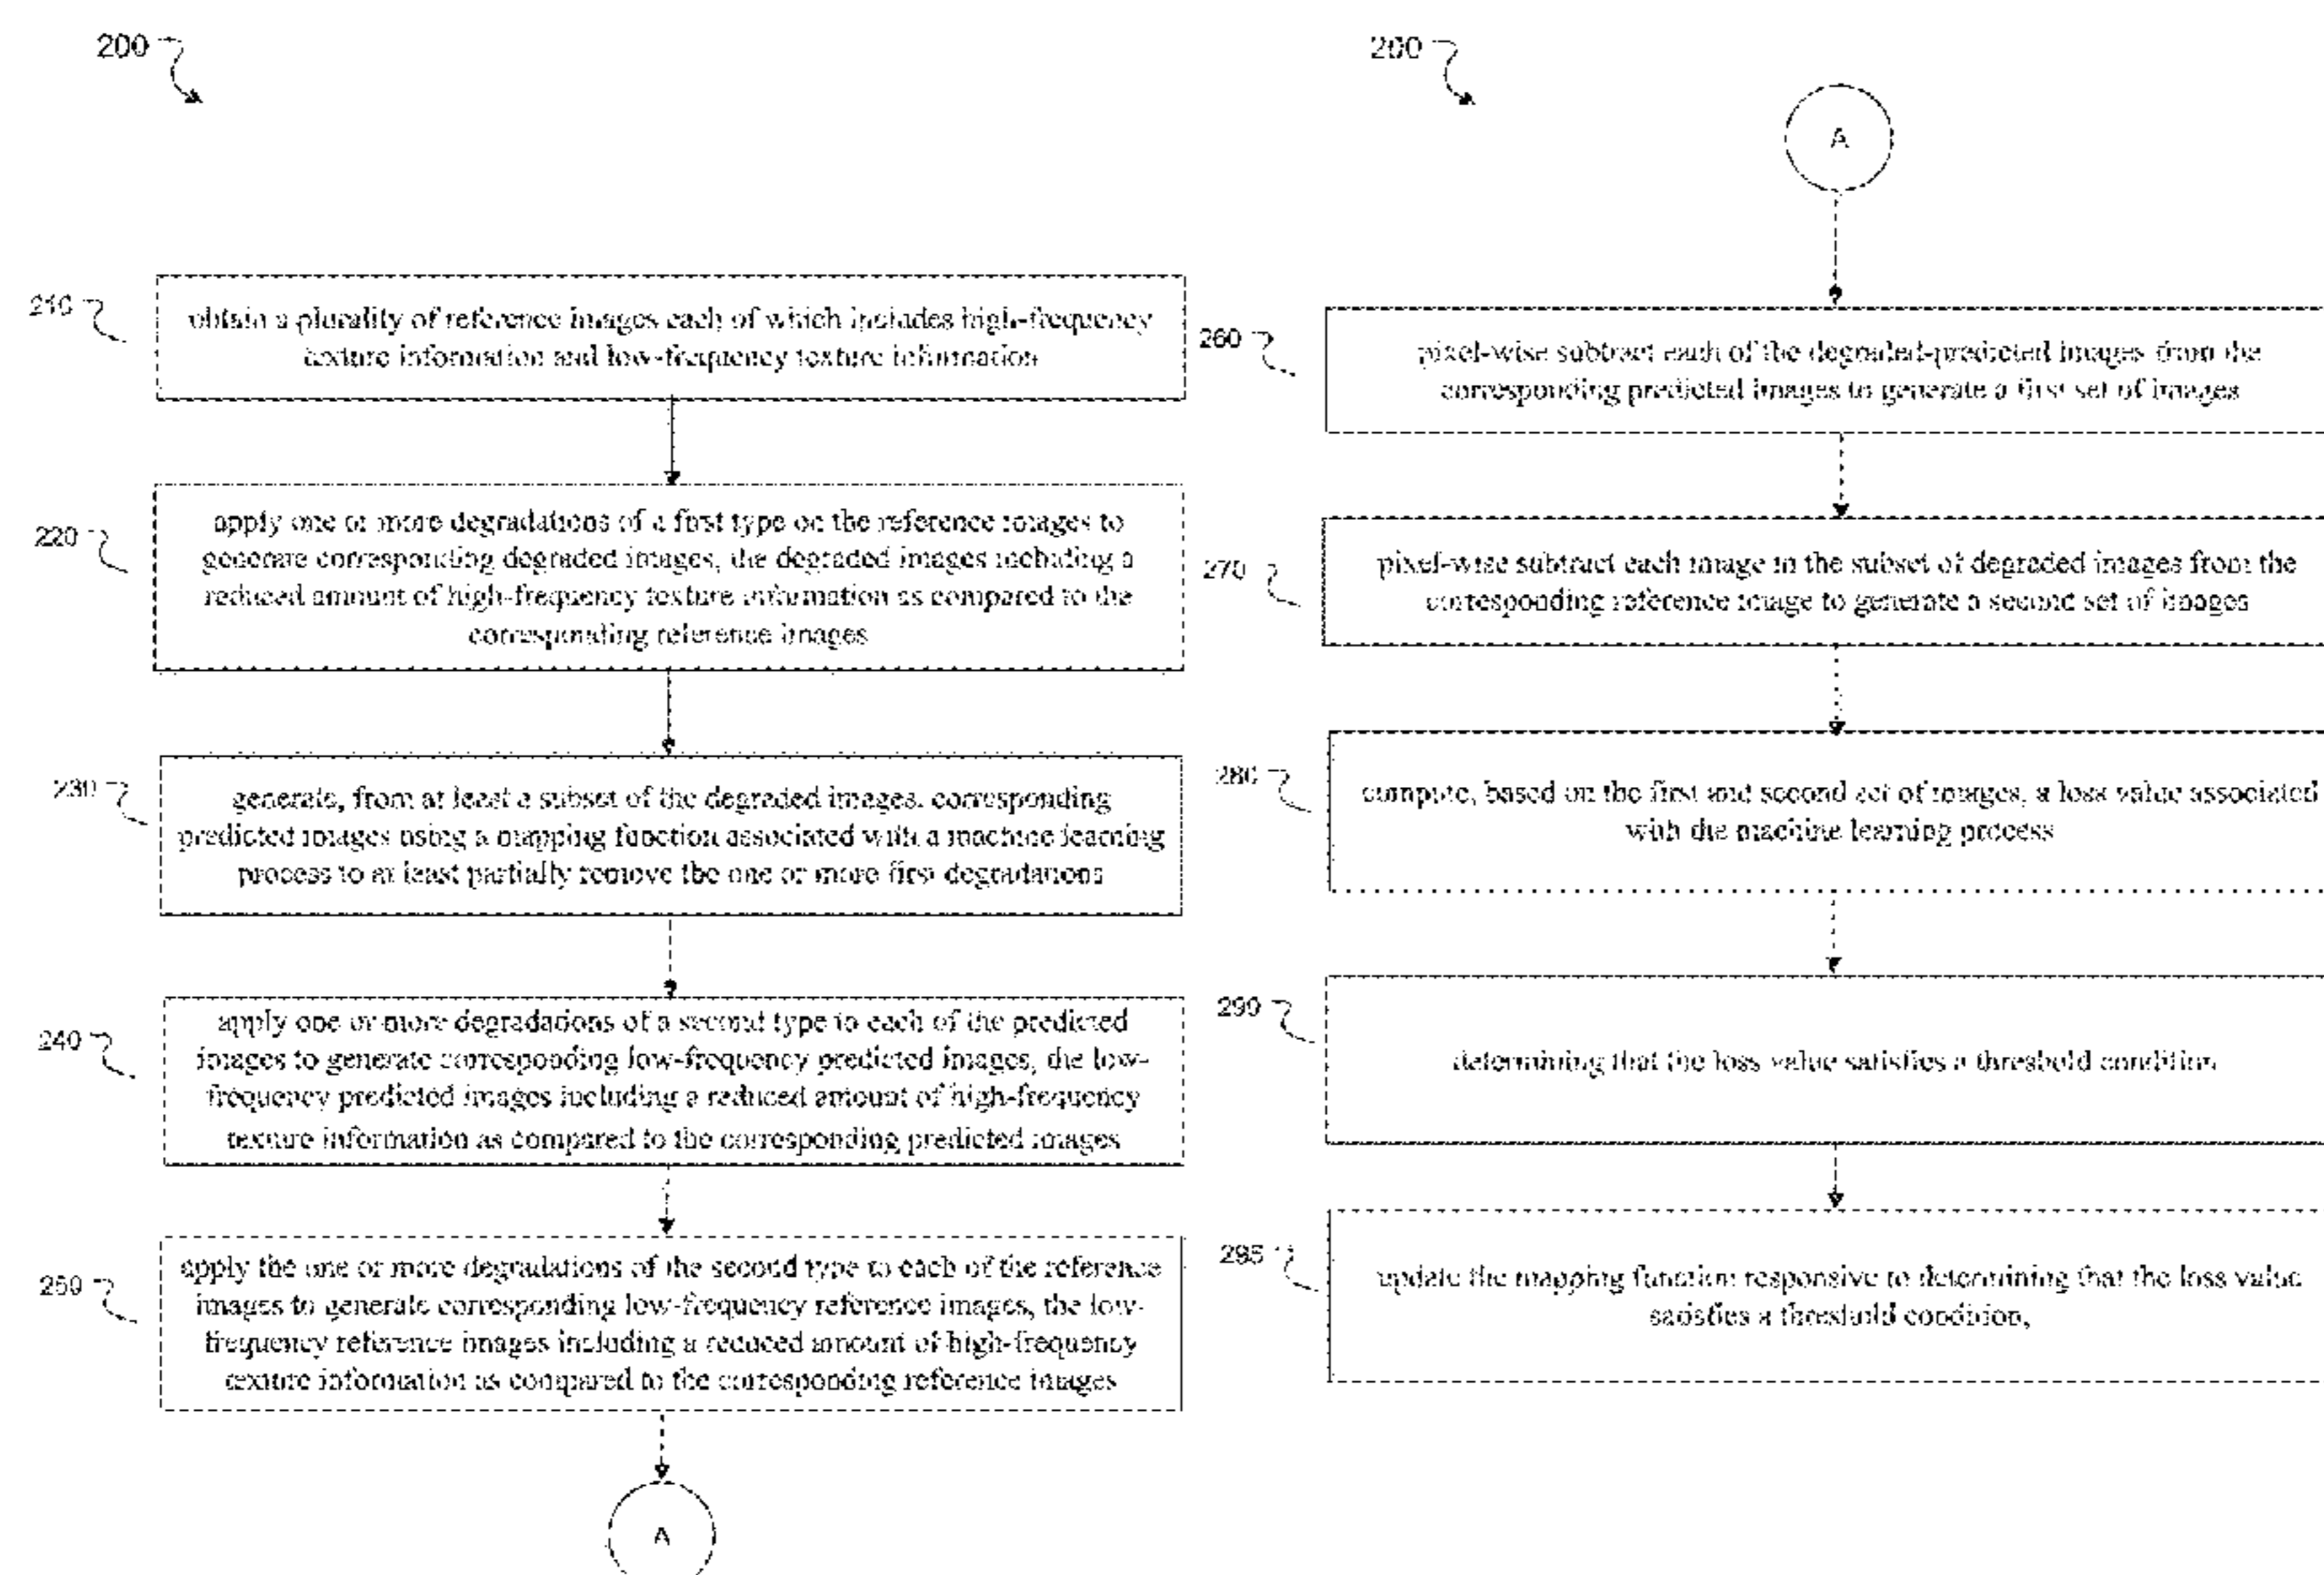 200
210
obtain a plurality of reference images each of which includes high-frequency
texture information and low-frequency texture information
220
apply one or more degradations of a first type on the reference images to
generate corresponding degraded images, the degraded images including a
reduced amount of high-frequency texture information as compared to the
corresponding reference images
230
generate, from at least a subset of the degraded images, corresponding
predicted images using a mapping function associated with a machine learning
process to at least partially remove the one or more first degradations
240
apply one or more degradations of a second type to each of the predicted
images to generate corresponding low-frequency predicted images, the low-
frequency predicted images including a reduced amount of high-frequency
texture information as compared to the corresponding predicted images
250
apply the one or more degradations of the second type to each of the reference
images to generate corresponding low-frequency reference images, the low-
frequency reference images including a reduced amount of high-frequency
texture information as compared to the corresponding reference images
A
200
A
260
pixel-wise subtract each of the degraded-predicted images from the
corresponding predicted images to generate a first set of images
270
pixel-wise subtract each image in the subset of degraded images from the
corresponding reference image to generate a second set of images
280
compute, based on the first and second set of images, a loss value associated
with the machine learning process
290
determining that the loss value satisfies a threshold condition
295
update the mapping function responsive to determining that the loss value
satisfies a threshold condition,